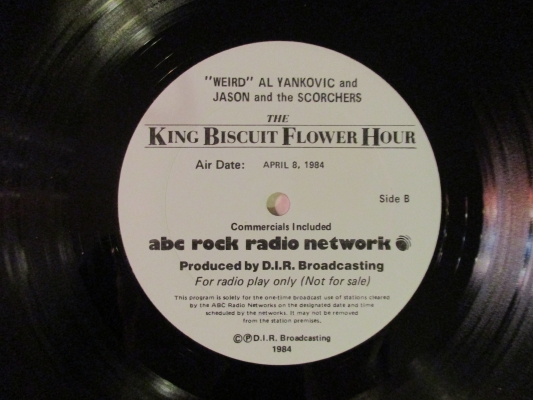 "WEIRD" AL YANKOVIC and
JASON and the SCORCHERS
THE
KING BISCUIT FLOWER HOUR
Air Date: APRIL 8, 1984
Side B
Commercials Included
abc rock radio network
Produced by D.I.R. Broadcasting
For radio play only (Not for sale)
This program is solely for the one-time broadcast use of stations cleared
by the ABC Radio Networks on the designated date and time
scheduled by the networks. It may not be removed
from the station premises.
©℗D.I.R. Broadcasting
1984